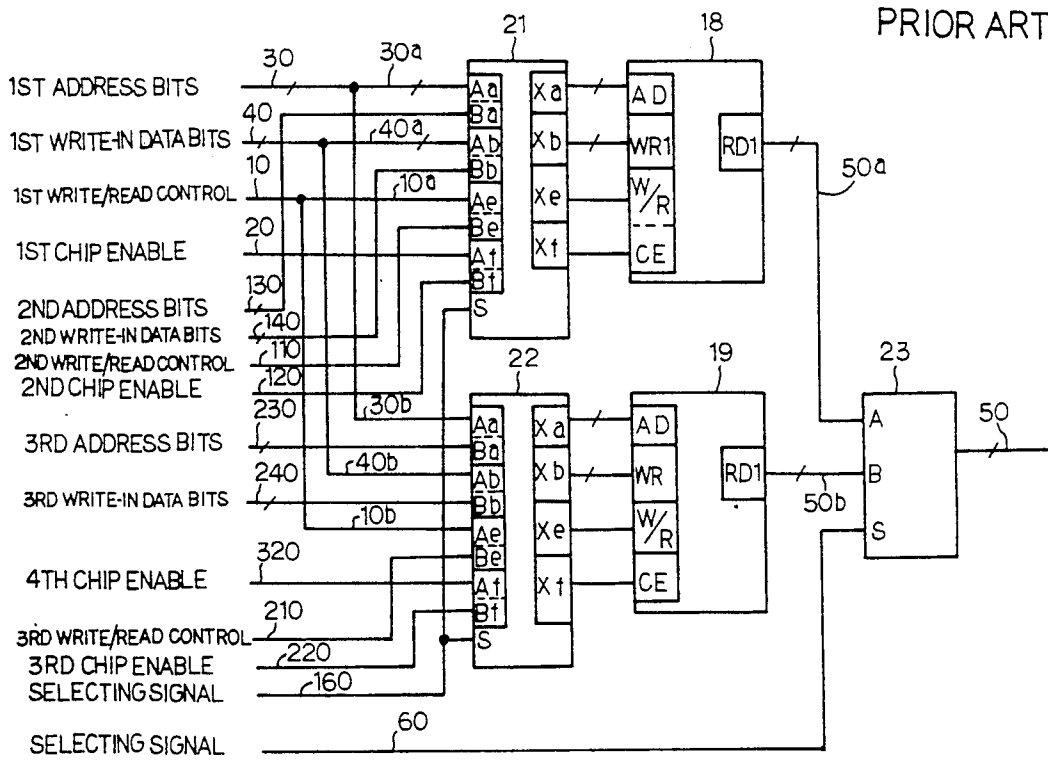 PRIOR ART
21
18
30
30a
1ST ADDRESS BITS
Aa
Xa
AD
Ba
40
1ST WRITE-IN DATA BITS
40a
Ab
Xb
WR1
RD1
Bb
10
10a
50a
1ST WRITE/READ CONTROL
Ae
Xe
W/R
Be
20
1ST CHIP ENABLE
Af
Xf
CE
Bf
130
2ND ADDRESS BITS
S
140
2ND WRITE-IN DATA BITS
110
2ND WRITE/READ CONTROL
22
19
23
120
2ND CHIP ENABLE
30b
230
Aa
Xa
AD
A
50
3RD ADDRESS BITS
Ba
40b
240
Ab
Xb
WR
RD1
B
50b
3RD WRITE-IN DATA BITS
Bb
10b
Ae
Xe
W/R
S
Be
320
4TH CHIP ENABLE
Af
Xf
CE
210
Bf
3RD WRITE/READ CONTROL
S
220
3RD CHIP ENABLE
SELECTING SIGNAL
160
60
SELECTING SIGNAL